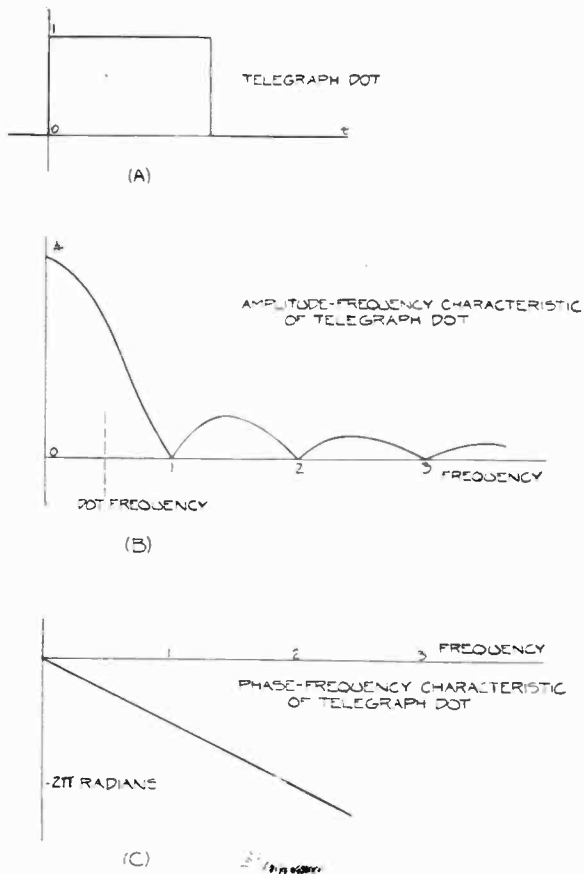 1
TELEGRAPH DOT
0
t
(A)
A
AMPLITUDE-FREQUENCY CHARACTERISTIC
OF TELEGRAPH DOT
0
1 2 3 FREQUENCY
DOT FREQUENCY
(B)
1 2 3 FREQUENCY
PHASE-FREQUENCY CHARACTERISTIC
OF TELEGRAPH DOT
-2π RADIANS
(C)